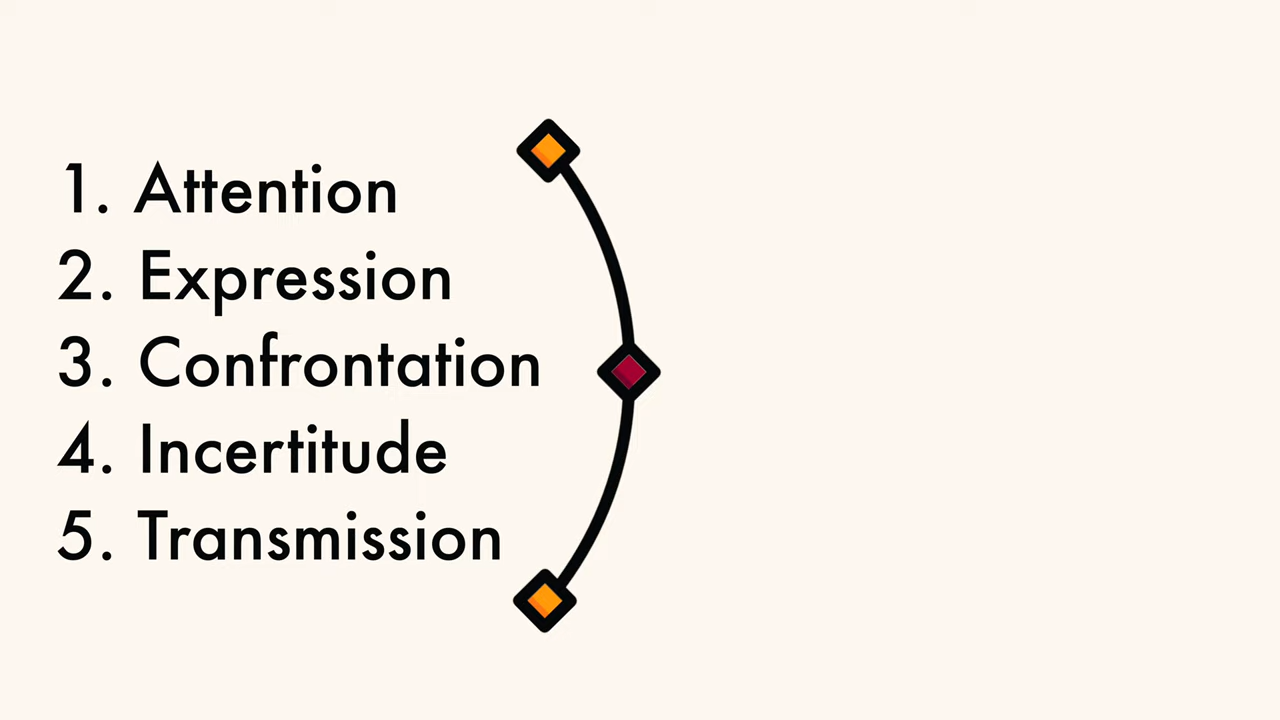 1. Attention
2. Expression
3. Confrontation
4. Incertitude
5. Transmission